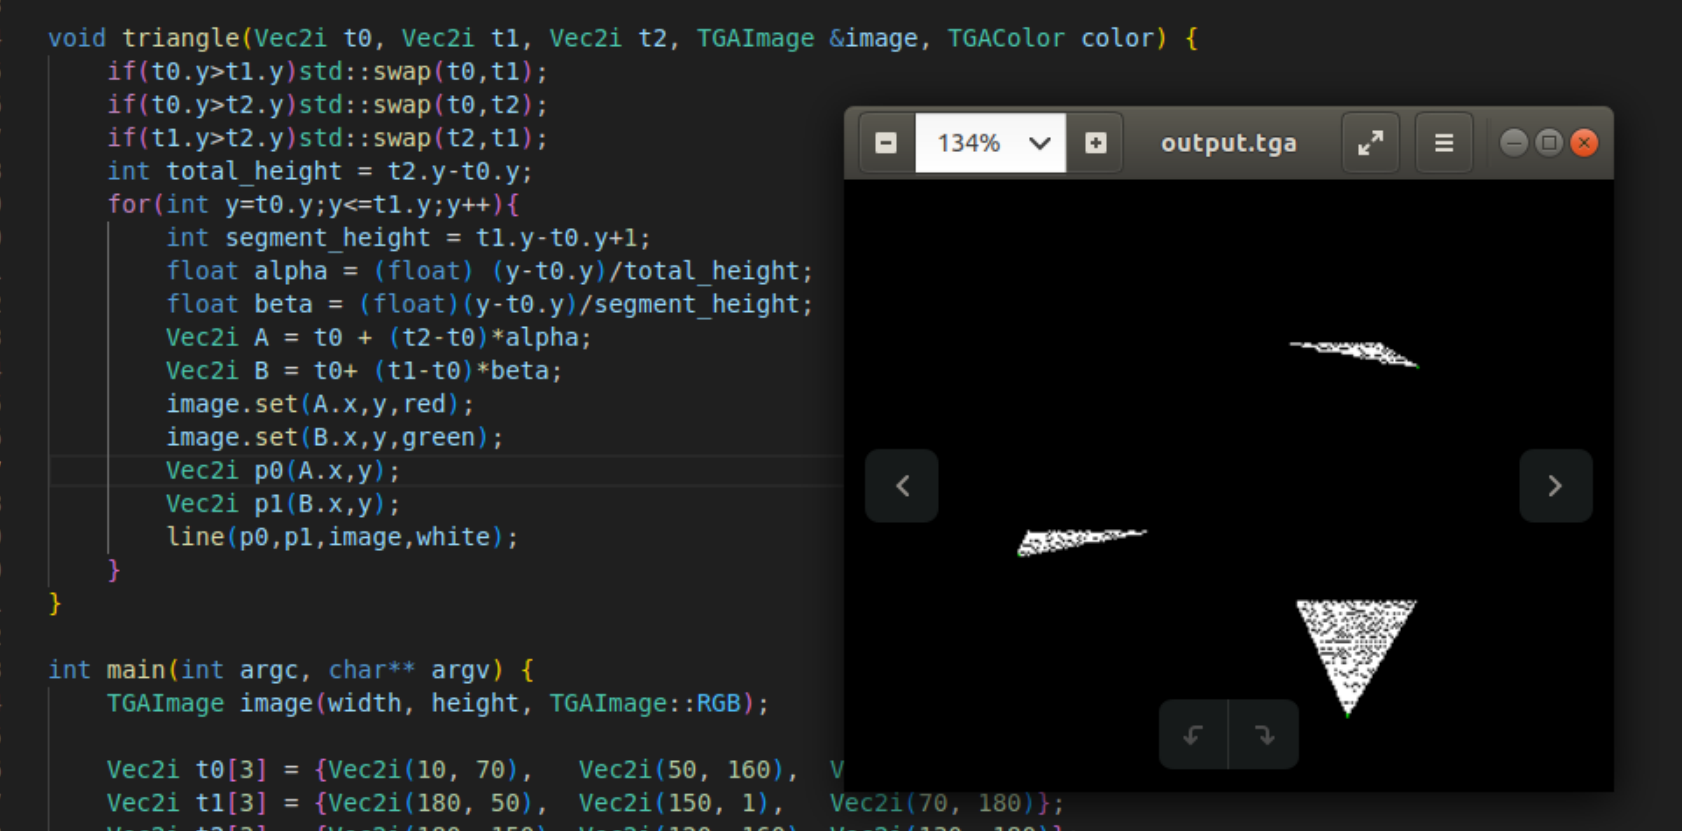 void triangle(Vec2i t0, Vec2i t1, Vec2i t2, TGAImage &image, TGAColor color) {
if(t0.y>t1.y)std::swap(t0,t1);
if(t0.y>t2.y)std::swap(t0,t2);
if(t1.y>t2.y)std::swap(t2,t1);
int total_height = t2.y-t0.y;
for(int y=t0.y;y<=t1.y;y++){
int segment_height = t1.y-t0.y+1;
float alpha = (float) (y-t0.y)/total_height;
float beta = (float)(y-t0.y)/segment_height;
Vec2i A = t0 + (t2-t0)*alpha;
Vec2i B = t0+ (t1-t0)*beta;
image.set(A.x,y,red);
image.set(B.x,y,green);
Vec2i p0(A.x,y);
Vec2i p1(B.x,y);
line(p0,p1,image,white);
}
}
int main(int argc, char** argv) {
TGAImage image(width, height, TGAImage::RGB);
Vec2i t0[3] = {Vec2i(10, 70), Vec2i(50, 160), V
Vec2i t1[3] = {Vec2i(180, 50), Vec2i(150, 1), Vec2i(70, 180)};
134%
output.tga